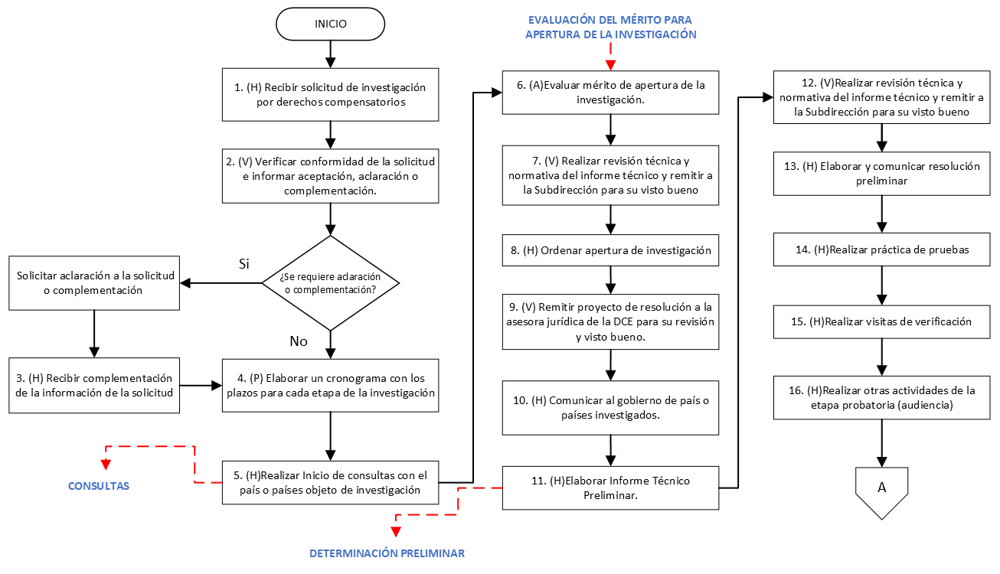 INICIO
1. (H) Recibir solicitud de investigación
por derechos compensatorios
2. (V) Verificar conformidad de la solicitud
e informar aceptación, aclaración o
complementación.
¿Se requiere aclaración
o complementación?
Si
No
Solicitar aclaración a la solicitud
o complementación
3. (H) Recibir complementación
de la información de la solicitud
4. (P) Elaborar un cronograma con los
plazos para cada etapa de la investigación
5. (H)Realizar Inicio de consultas con el
país o países objeto de investigación
CONSULTAS
EVALUACIÓN DEL MÉRITO PARA
APERTURA DE LA INVESTIGACIÓN
6. (A)Evaluar mérito de apertura de la
investigación.
7. (V) Realizar revisión técnica y
normativa del informe técnico y remitir a
la Subdirección para su visto bueno
8. (H) Ordenar apertura de investigación
9. (V) Remitir proyecto de resolución a la
asesora jurídica de la DCE para su revisión
y visto bueno.
10. (H) Comunicar al gobierno de país o
países investigados.
11. (H)Elaborar Informe Técnico
Preliminar.
DETERMINACIÓN PRELIMINAR
12. (V)Realizar revisión técnica y
normativa del informe técnico y remitir a
la Subdirección para su visto bueno
13. (H) Elaborar y comunicar resolución
preliminar
14. (H)Realizar práctica de pruebas
15. (H)Realizar visitas de verificación
16. (H)Realizar otras actividades de la
etapa probatoria (audiencia)
A